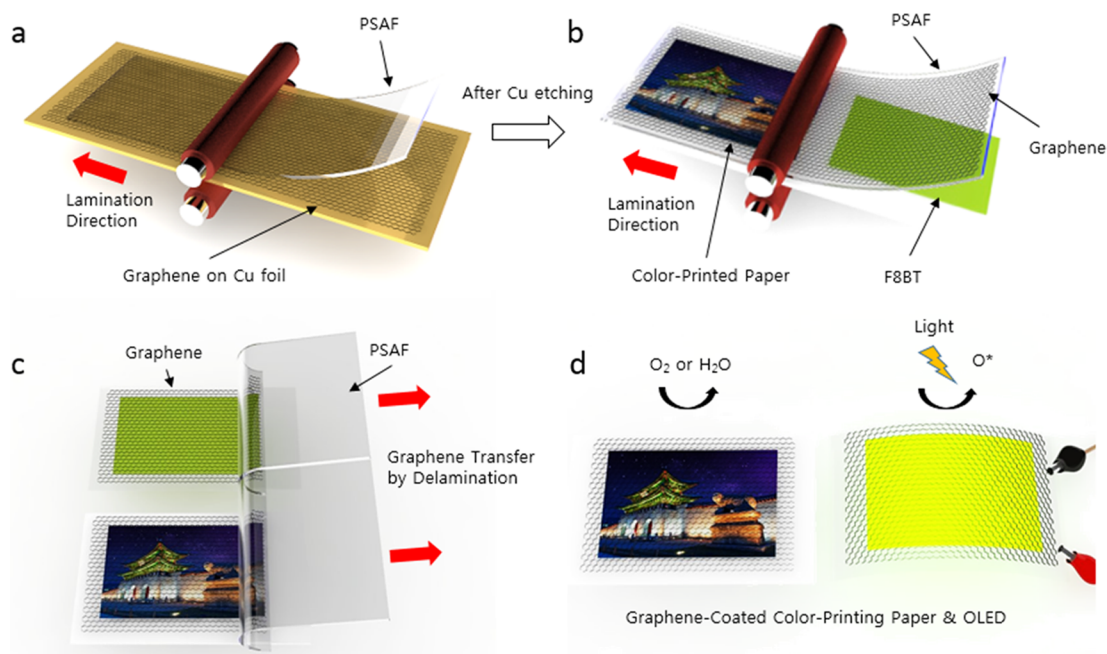 a
PSAF
Lamination
Direction
Graphene on Cu foil
After Cu etching
b
PSAF
Graphene
Lamination
Direction
Color-Printed Paper
F8BT
c
Graphene
PSAF
Graphene Transfer
by Delamination
d
O₂ or H₂O
Light
O*
Graphene-Coated Color-Printing Paper & OLED